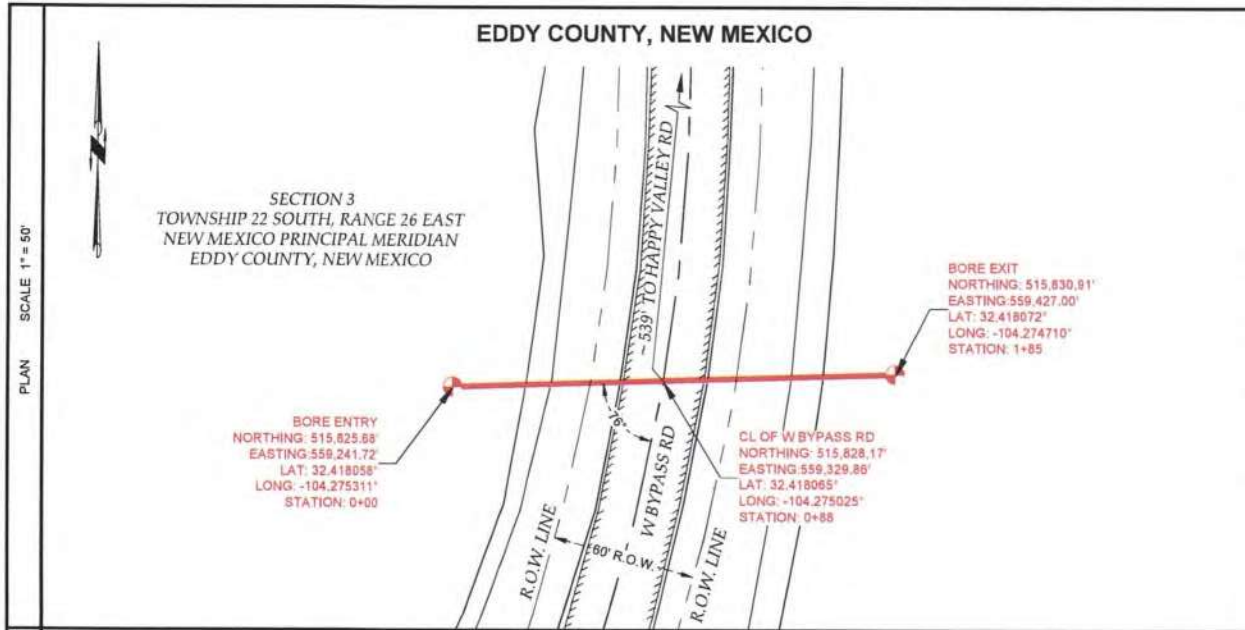 EDDY COUNTY, NEW MEXICO
PLAN SCALE 1" = 50'
SECTION 3
TOWNSHIP 22 SOUTH, RANGE 26 EAST
NEW MEXICO PRINCIPAL MERIDIAN
EDDY COUNTY, NEW MEXICO
~ 539' TO HAPPY VALLEY RD
BORE EXIT
NORTHING: 515,830.91'
EASTING:559,427.00'
LAT: 32.418072°
LONG: -104.274710°
STATION: 1+85
BORE ENTRY
NORTHING: 515,825.68'
EASTING:559,241.72'
LAT: 32.418058°
LONG: -104.275311°
STATION: 0+00
76°
W BYPASS RD
CL OF W BYPASS RD
NORTHING: 515,828.17'
EASTING:559,329.86'
LAT: 32.418065°
LONG: -104.275025°
STATION: 0+88
R.O.W. LINE
60' R.O.W.
R.O.W. LINE